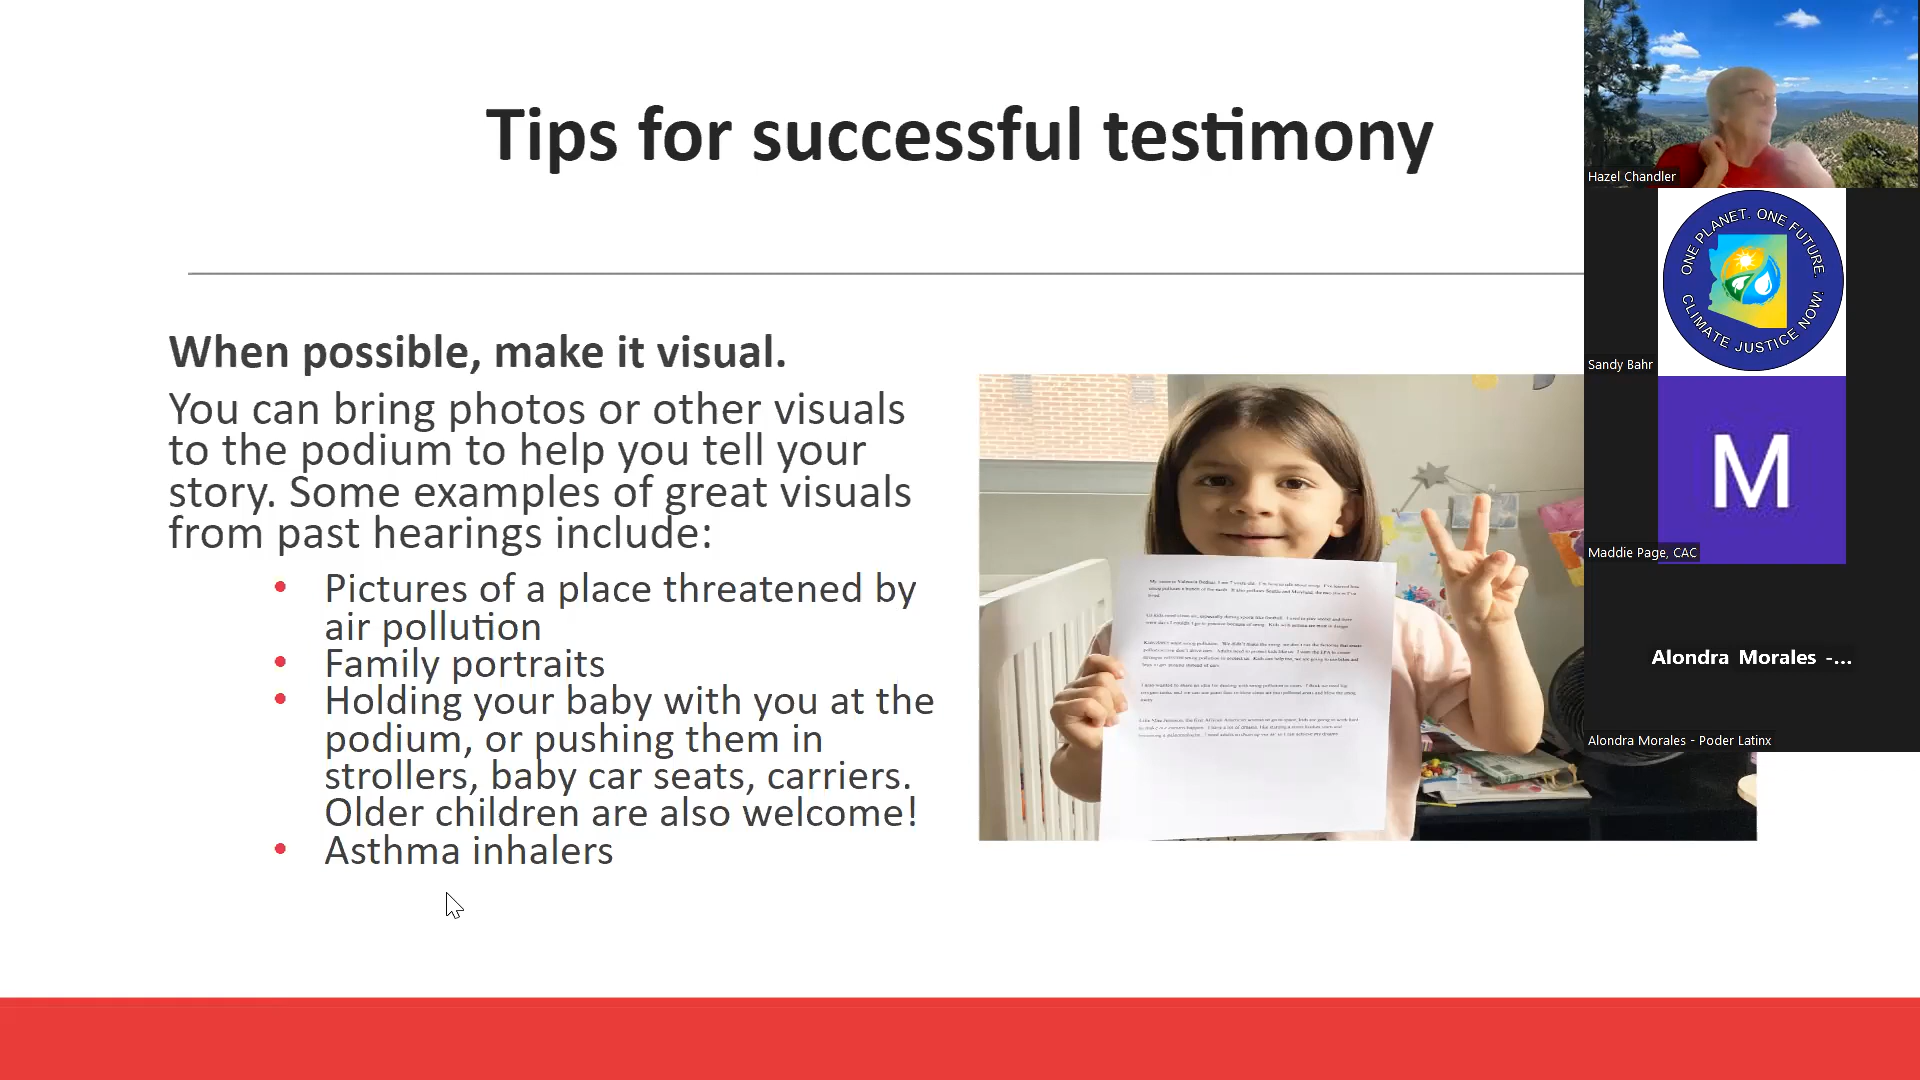 Tips for successful testimony
When possible, make it visual.
You can bring photos or other visuals
to the podium to help you tell your
story. Some examples of great visuals
from past hearings include:
• Pictures of a place threatened by
air pollution
• Family portraits
• Holding your baby with you at the
podium, or pushing them in
strollers, baby car seats, carriers.
Older children are also welcome!
• Asthma inhalers
Hazel Chandler
ONE PLANET. ONE FUTURE.
CLIMATE JUSTICE NOW!
Sandy Bahr
M
Maddie Page, CAC
Alondra Morales -...
Alondra Morales - Poder Latinx